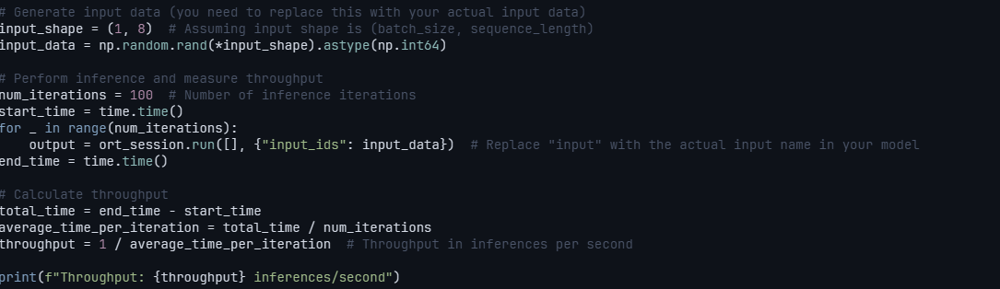 # Generate input data (you need to replace this with your actual input data)
input_shape = (1, 8)  # Assuming input shape is (batch_size, sequence_length)
input_data = np.random.rand(*input_shape).astype(np.int64)
# Perform inference and measure throughput
num_iterations = 100  # Number of inference iterations
start_time = time.time()
for _ in range(num_iterations):
    output = ort_session.run([], {"input_ids": input_data})  # Replace "input" with the actual input name in your model
end_time = time.time()
# Calculate throughput
total_time = end_time - start_time
average_time_per_iteration = total_time / num_iterations
throughput = 1 / average_time_per_iteration  # Throughput in inferences per second
print(f"Throughput: {throughput} inferences/second")